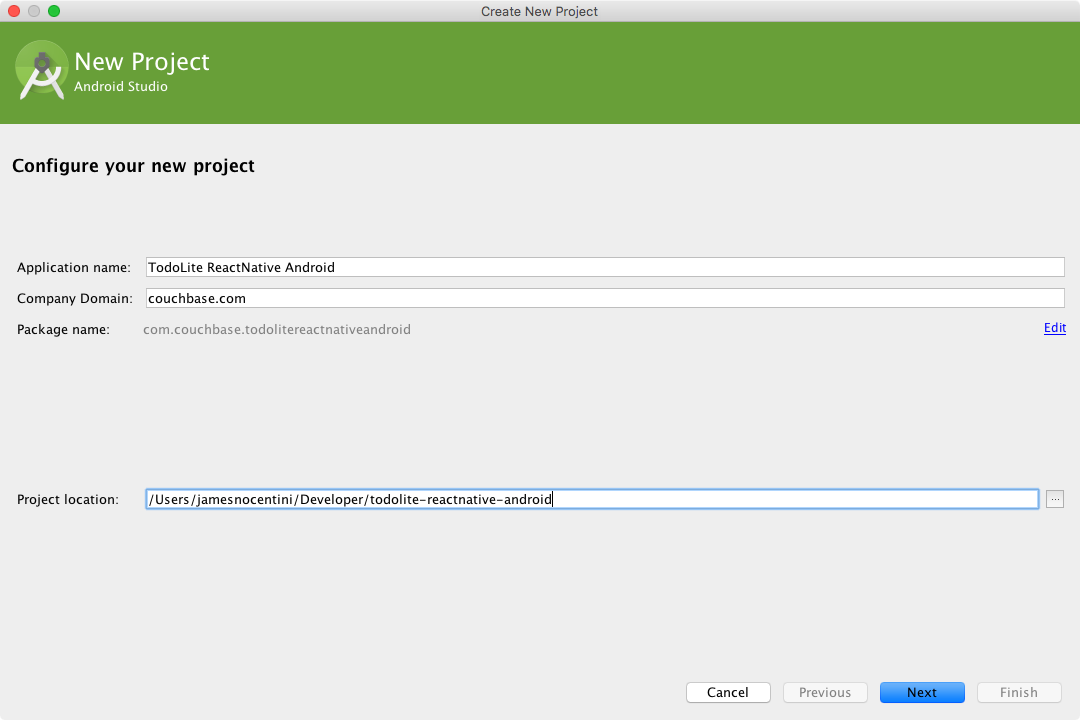 Create New Project
New Project
Android Studio
Configure your new project
Application name: TodoLite ReactNative Android
Company Domain: couchbase.com
Package name: com.couchbase.todolitereactnativeandroid Edit
Project location: /Users/jamesnocentini/Developer/todolite-reactnative-android ...
Cancel Previous Next Finish